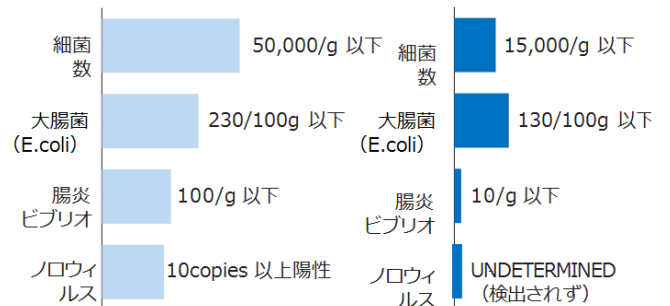 細菌
数
50,000/g 以下
大腸菌
（E.coli）
230/100g 以下
腸炎
ビブリオ
100/g 以下
ノロウィ
ルス
10copies 以上陽性
細菌
数
15,000/g 以下
大腸菌
（E.coli）
130/100g 以下
腸炎
ビブリオ
10/g 以下
ノロウィ
ルス
UNDETERMINED
（検出されず）